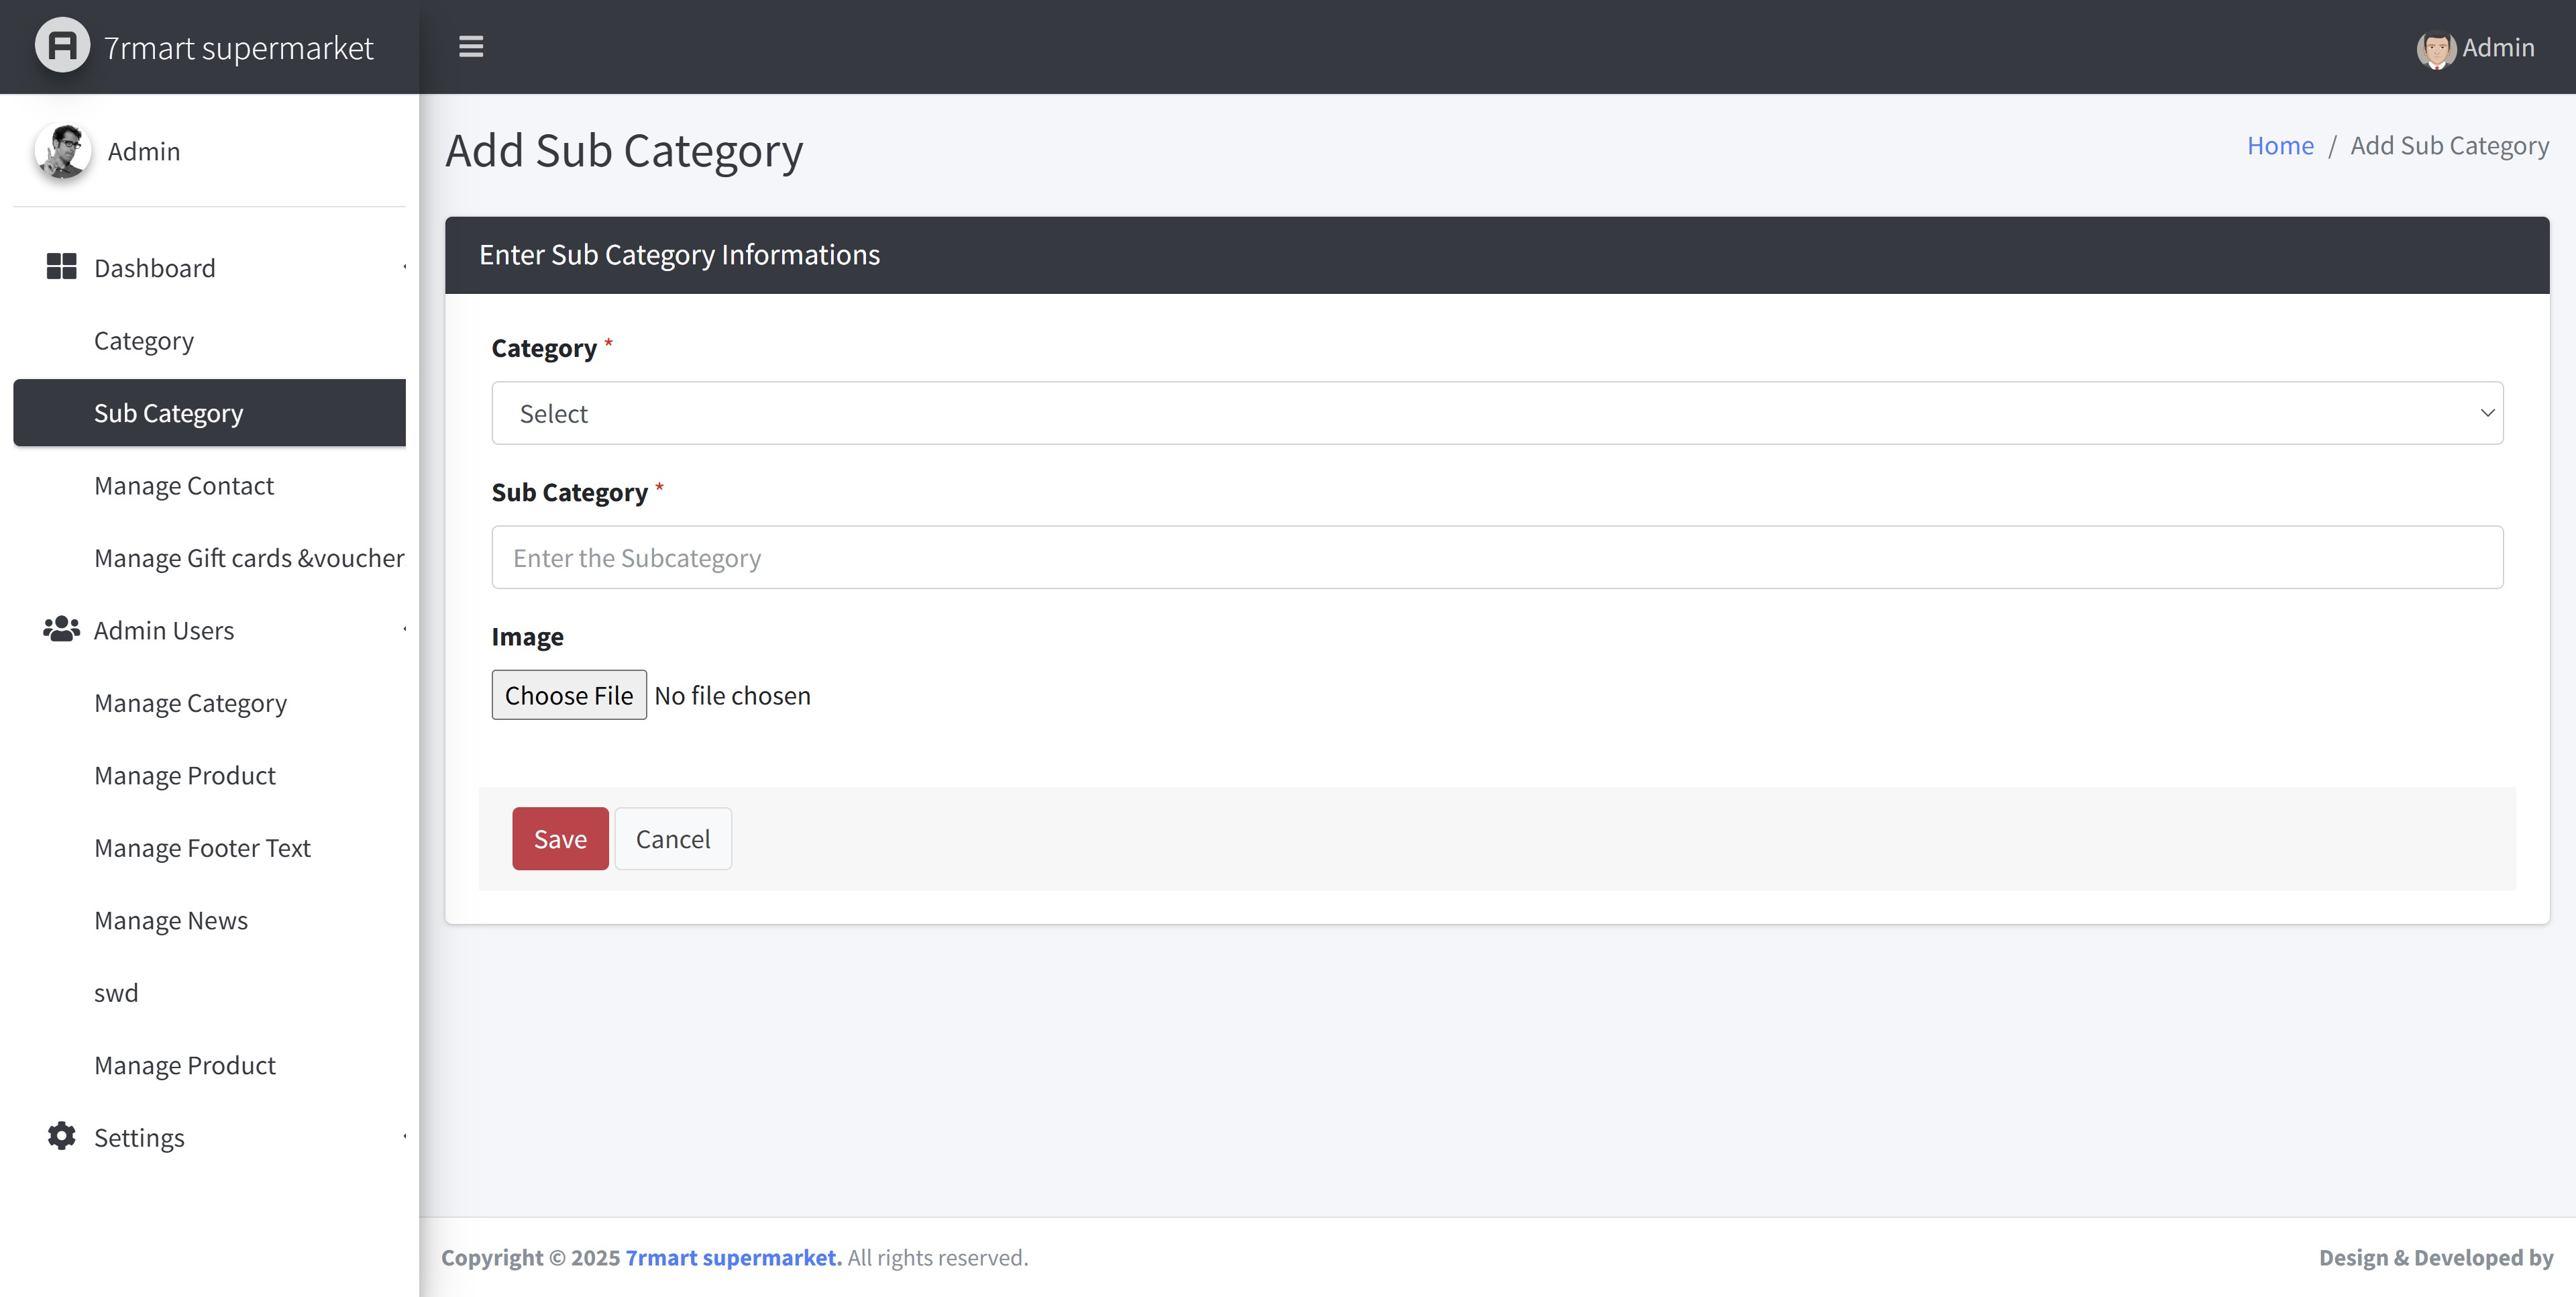 7rmart supermarket
Admin
Admin
Dashboard
Category
Sub Category
Manage Contact
Manage Gift cards &voucher
Admin Users
Manage Category
Manage Product
Manage Footer Text
Manage News
swd
Manage Product
Settings
Add Sub Category
Home / Add Sub Category
Enter Sub Category Informations
Category *
Select
Sub Category *
Enter the Subcategory
Image
Choose File No file chosen
Save Cancel
Copyright © 2025 7rmart supermarket. All rights reserved.
Design & Developed by